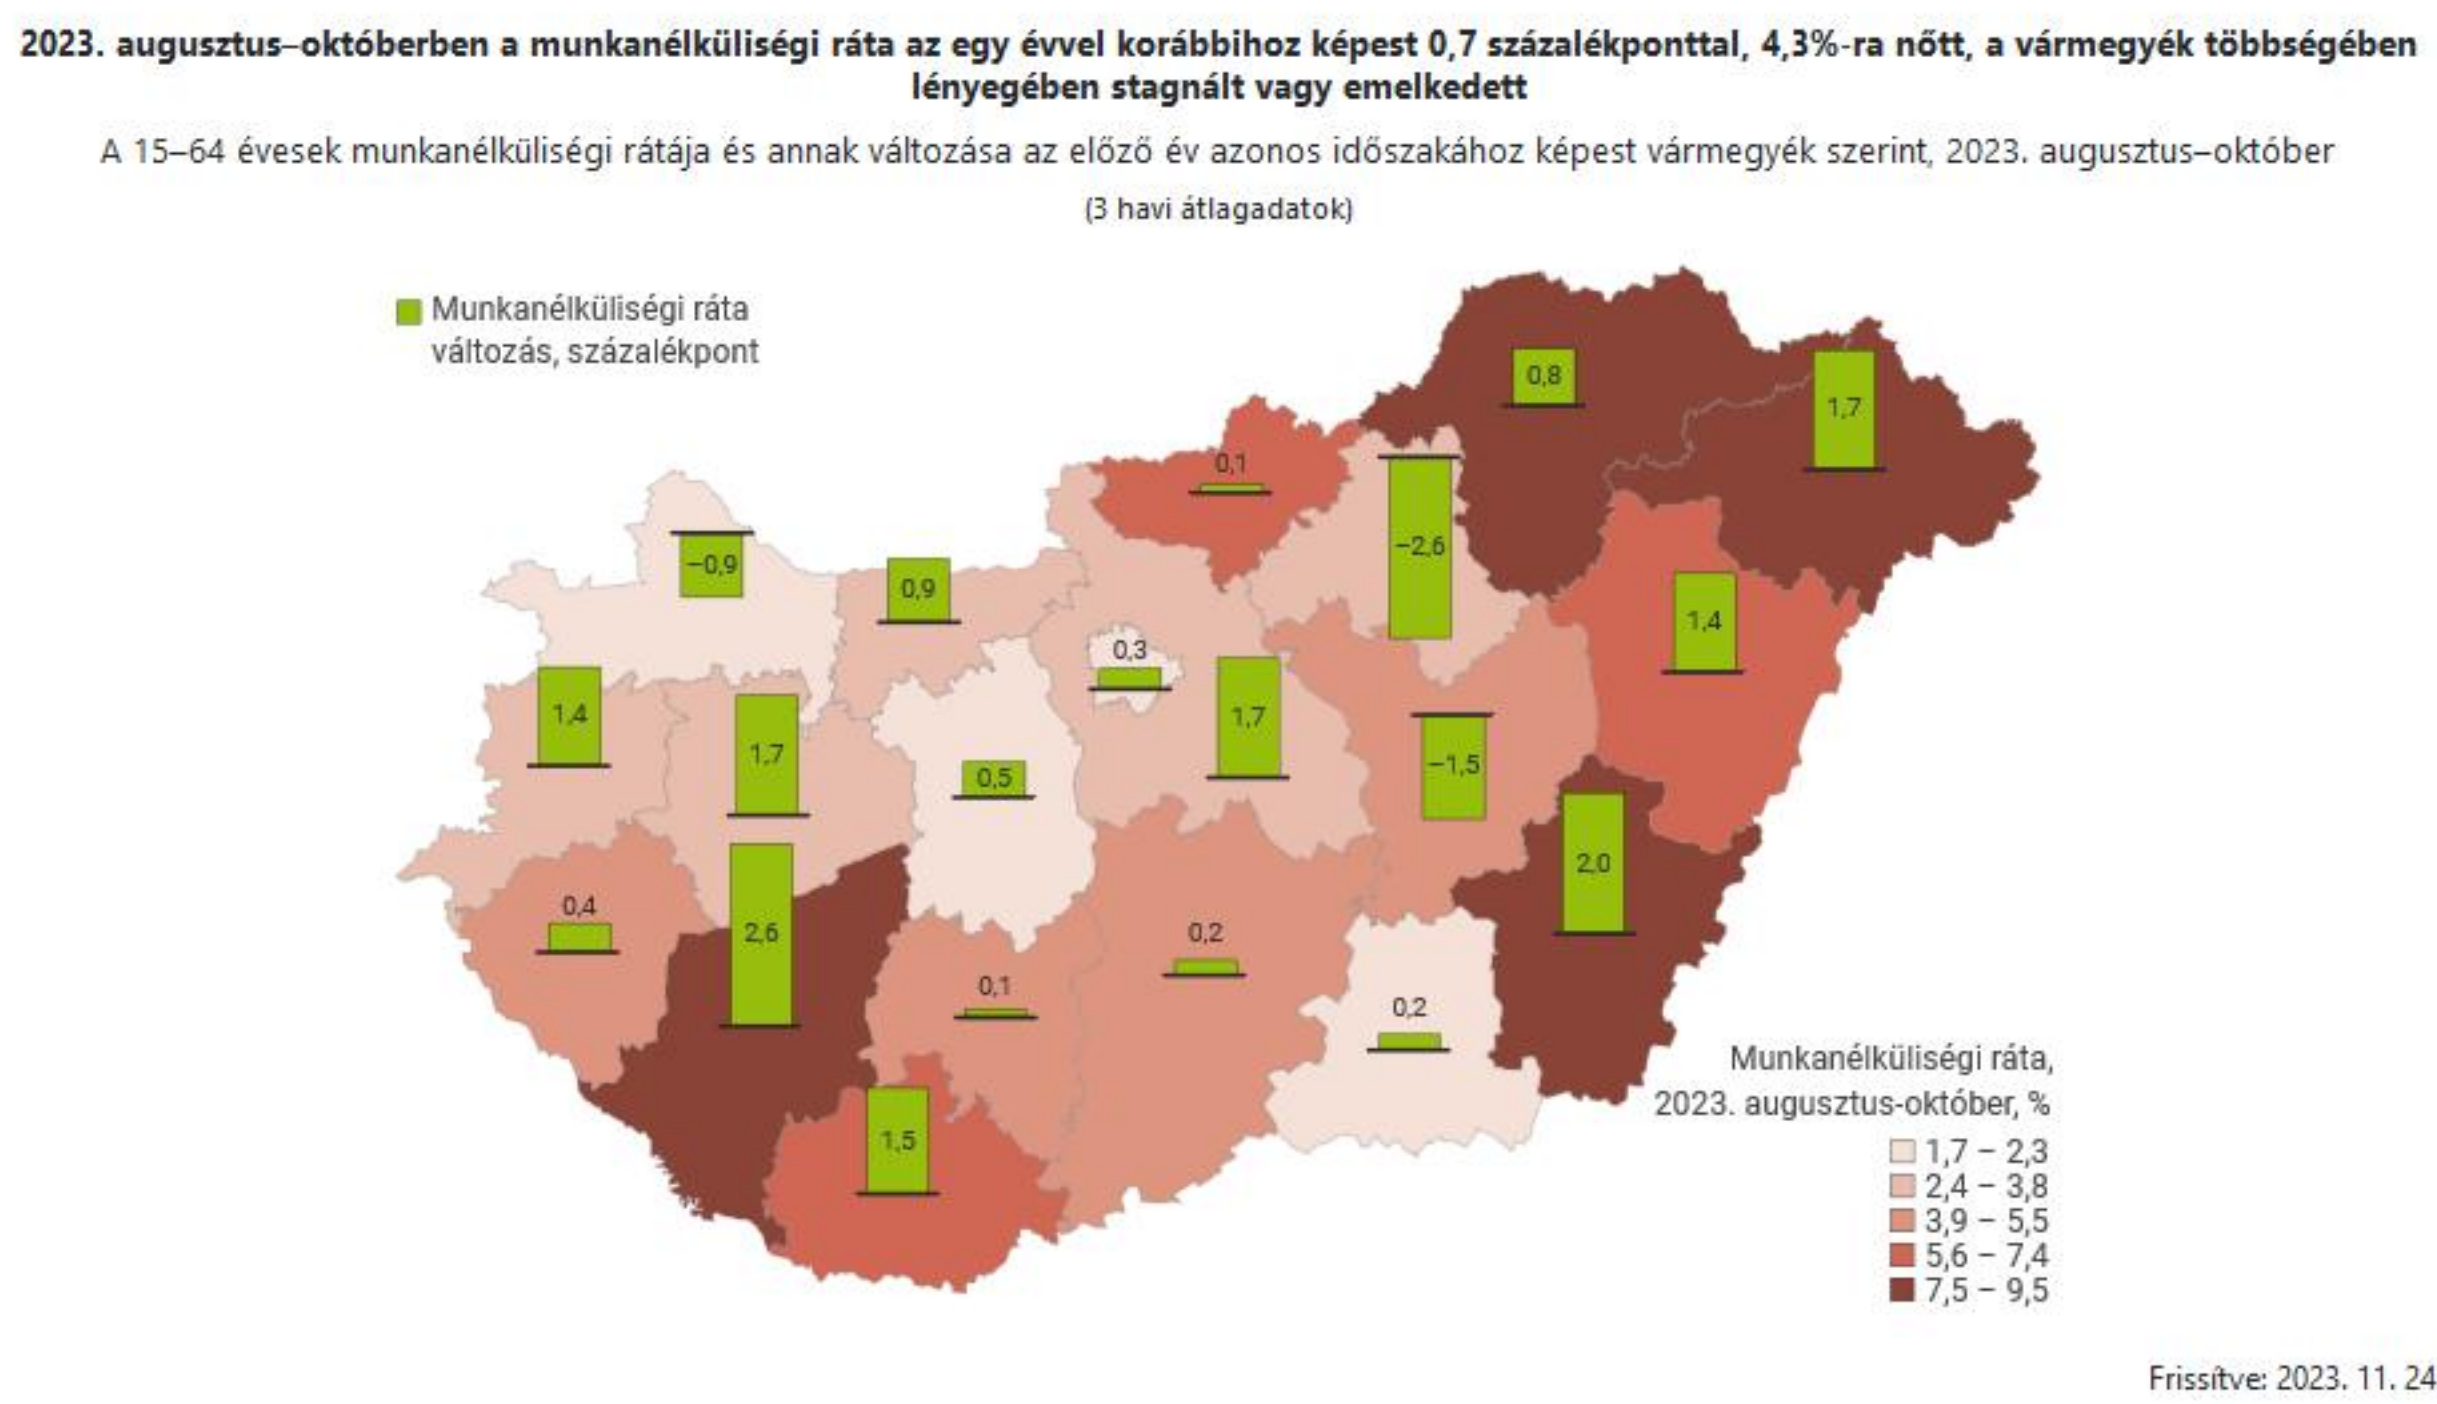 2023. augusztus–októberben a munkanélküliségi ráta az egy évvel korábbihoz képest 0,7 százalékponttal, 4,3%-ra nőtt, a vármegyék többségében
lényegében stagnált vagy emelkedett
A 15–64 évesek munkanélküliségi rátája és annak változása az előző év azonos időszakához képest vármegyék szerint, 2023. augusztus–október
(3 havi átlagadatok)
Munkanélküliségi ráta
változás, százalékpont
0,8
1,7
0,1
−2,6
−0,9
0,9
1,4
0,3
1,4
1,7
1,7
0,5
−1,5
2,0
0,4
2,6
0,2
0,1
0,2
1,5
Munkanélküliségi ráta,
2023. augusztus-október, %
1,7 – 2,3
2,4 – 3,8
3,9 – 5,5
5,6 – 7,4
7,5 – 9,5
Frissítve: 2023. 11. 24